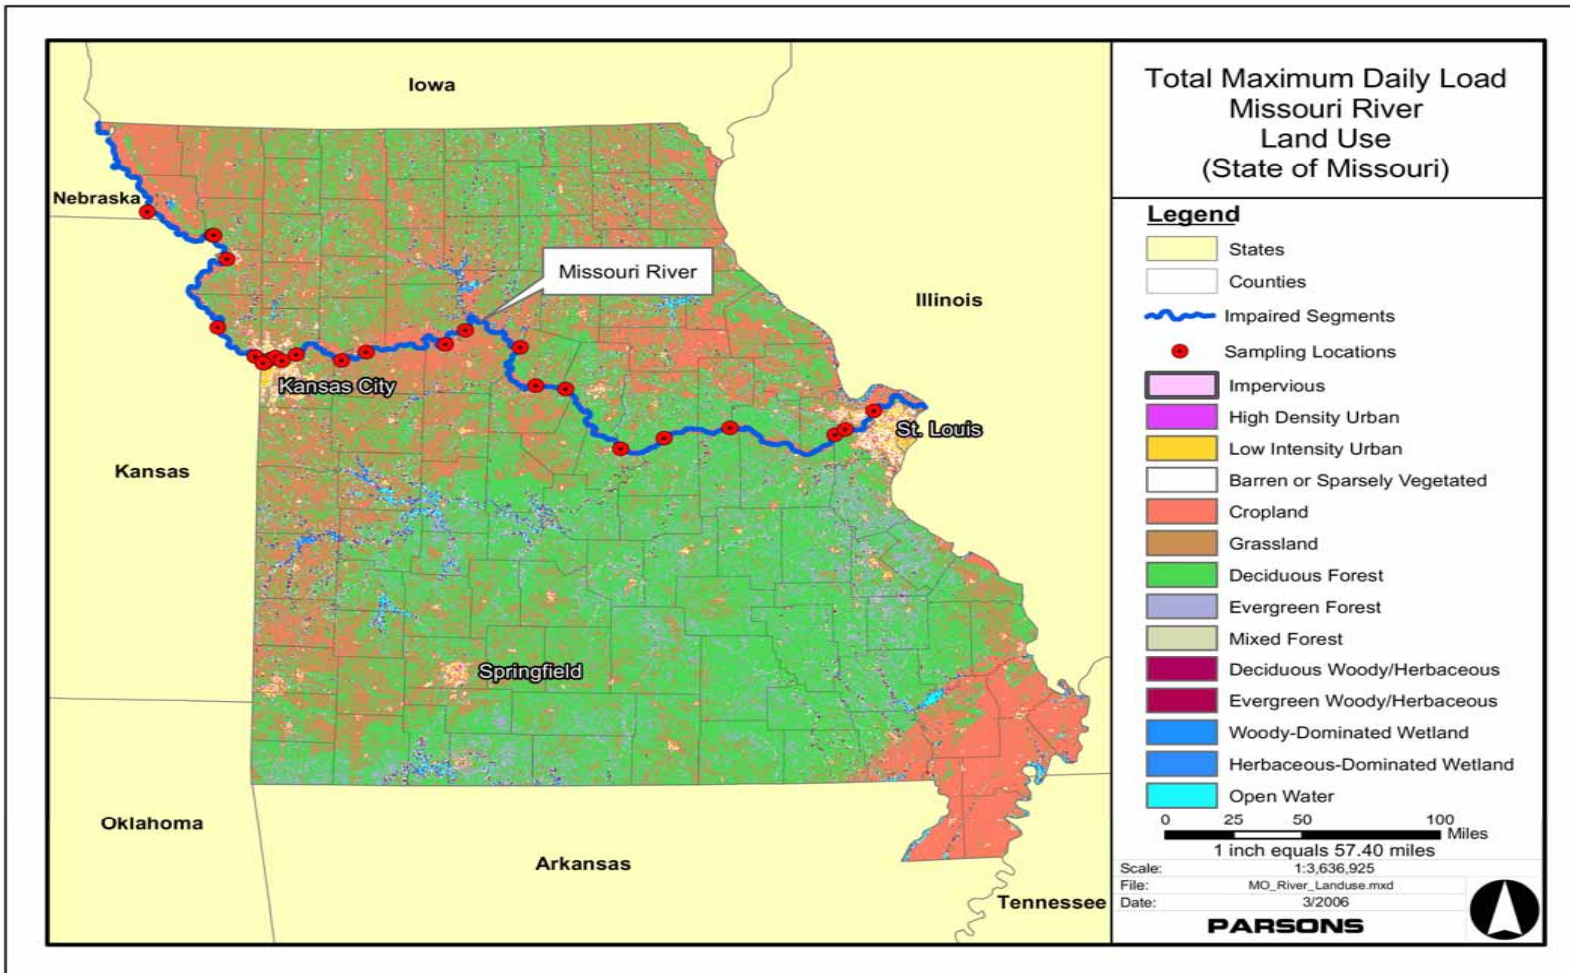 Total Maximum Daily Load
Missouri River
Land Use
(State of Missouri)
Legend
States
Counties
Impaired Segments
Sampling Locations
Impervious
High Density Urban
Low Intensity Urban
Barren or Sparsely Vegetated
Cropland
Grassland
Deciduous Forest
Evergreen Forest
Mixed Forest
Deciduous Woody/Herbaceous
Evergreen Woody/Herbaceous
Woody-Dominated Wetland
Herbaceous-Dominated Wetland
Open Water
0 25 50 100
Miles
1 inch equals 57.40 miles
Scale: 1:3,636,925
File: MO_River_Landuse.mxd
Date: 3/2006
PARSONS
Iowa
Nebraska
Missouri River
Illinois
Kansas City
St. Louis
Kansas
Springfield
Oklahoma
Arkansas
Tennessee